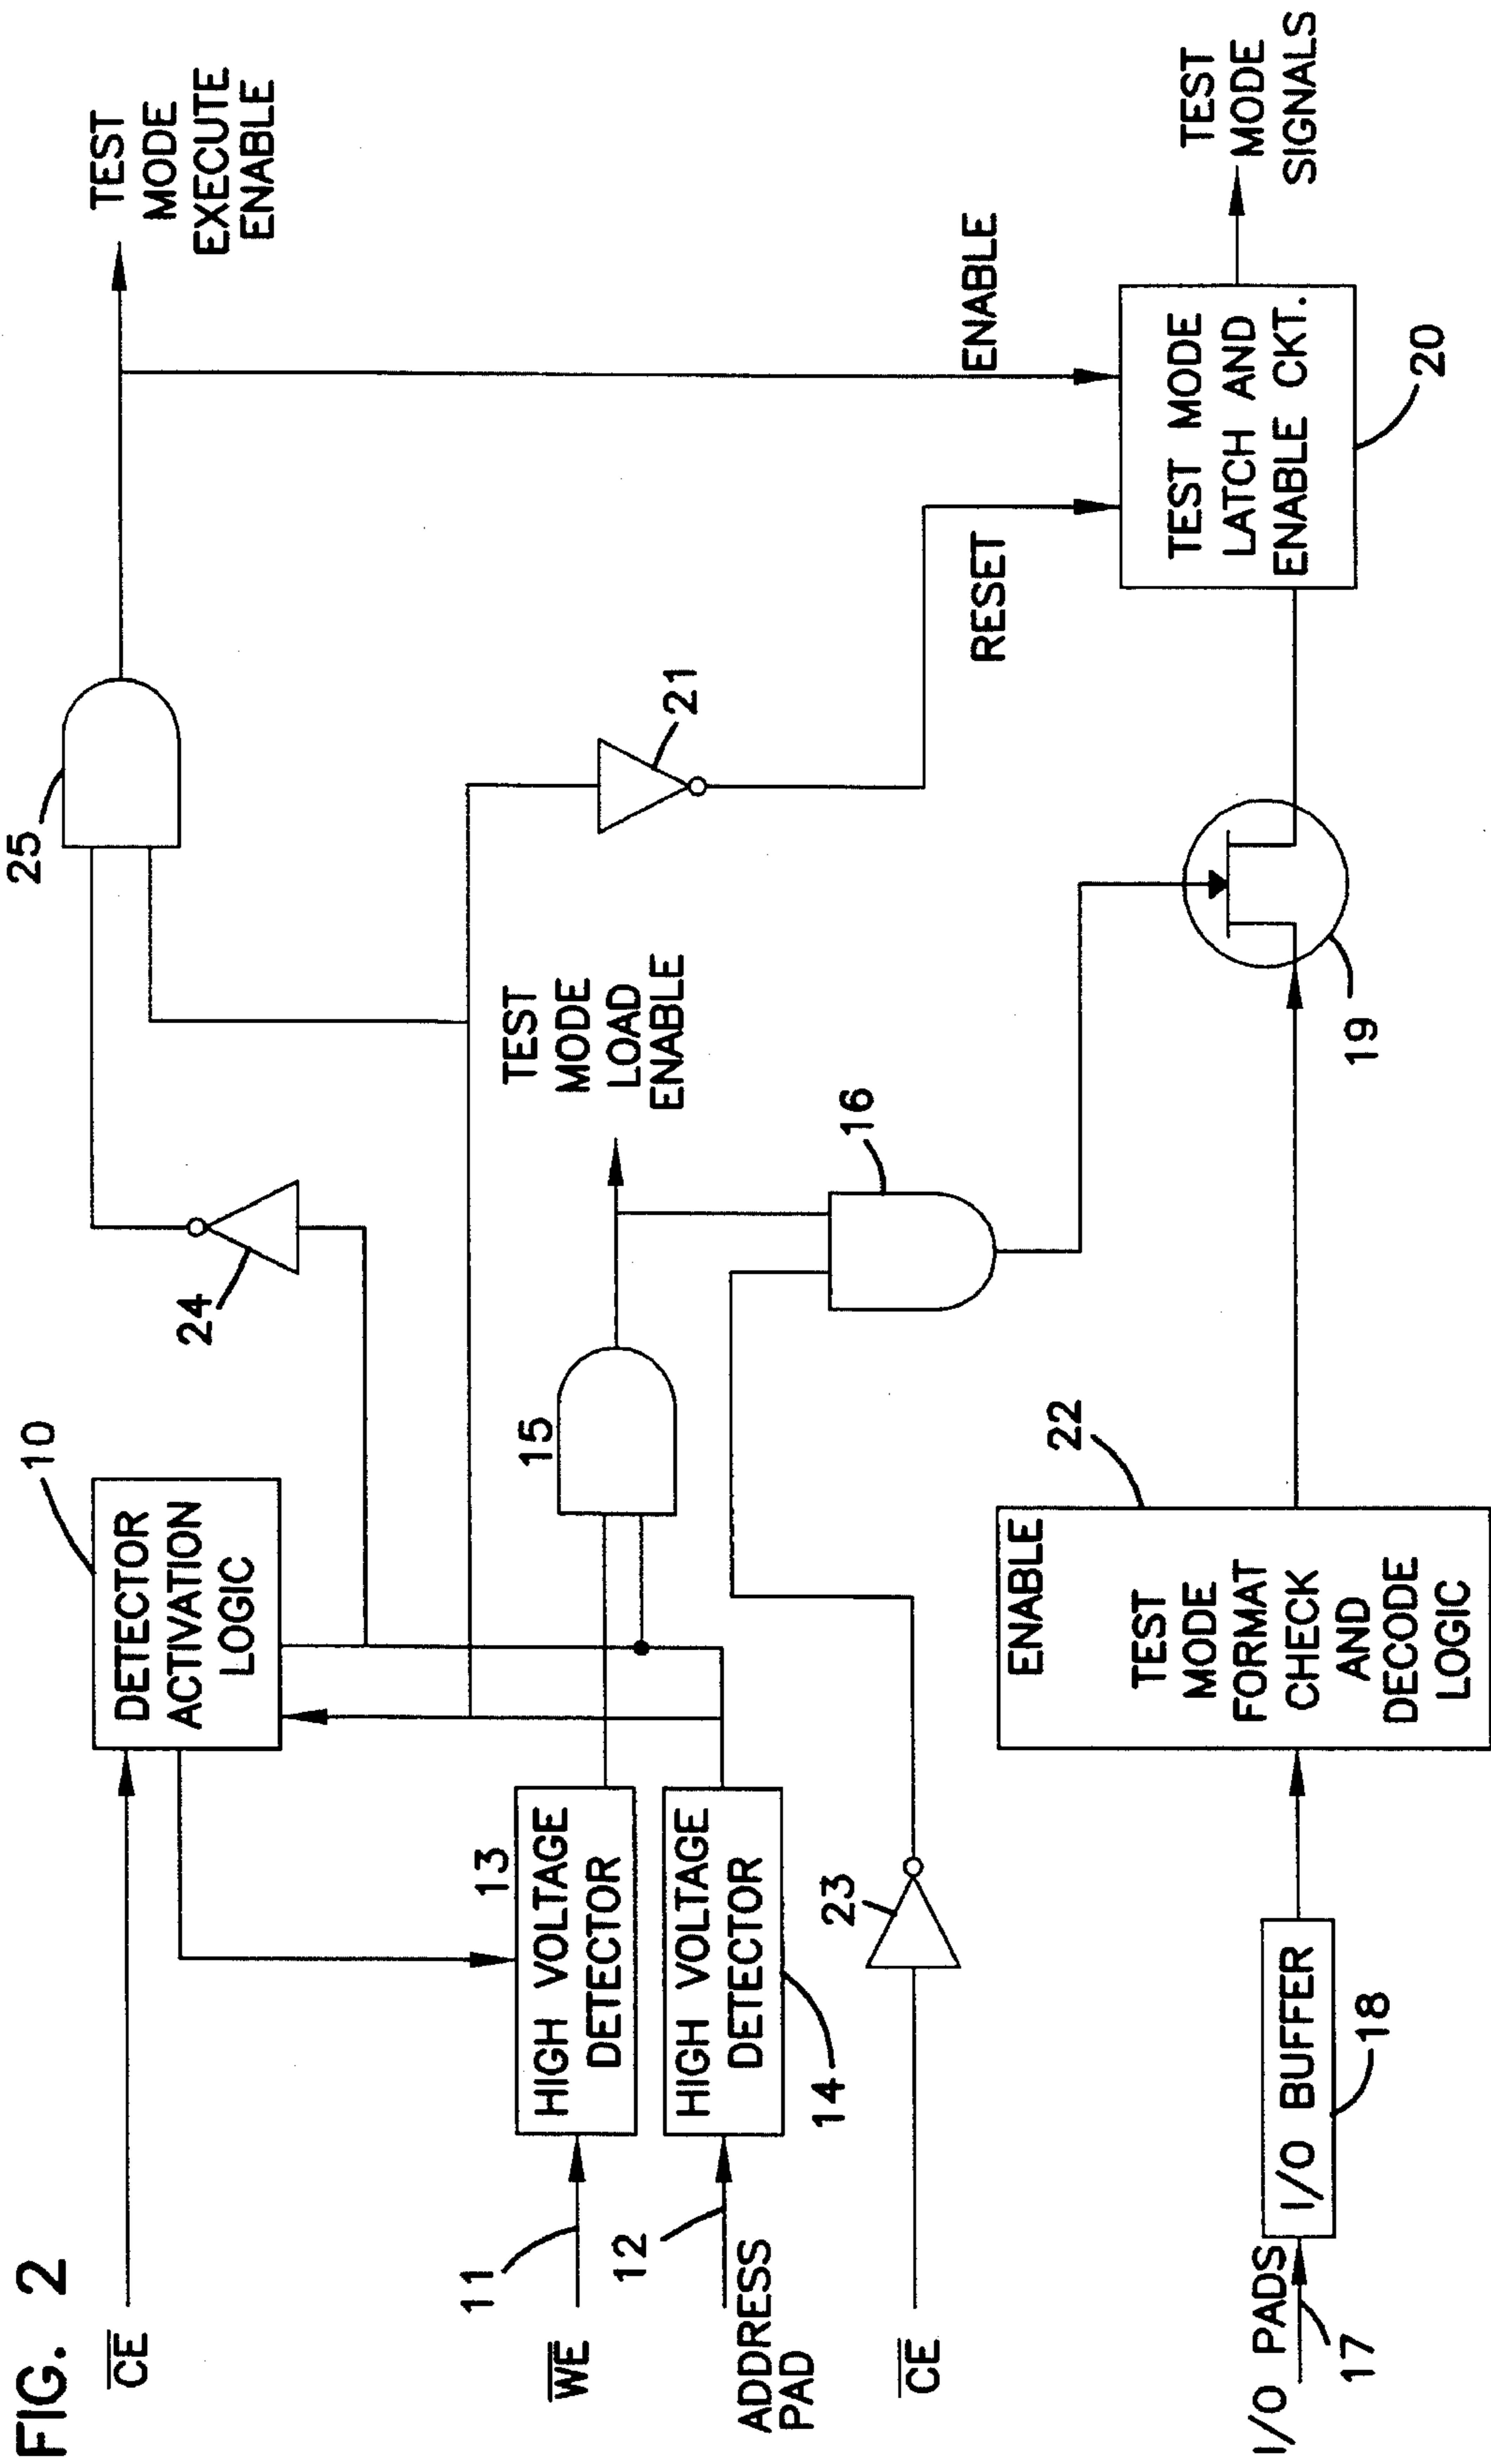 FIG. 2
CE
10
DETECTOR
ACTIVATION
LOGIC
24
25
TEST
MODE
EXECUTE
ENABLE
WE
11
13
HIGH VOLTAGE
DETECTOR
15
TEST
MODE
LOAD
ENABLE
21
ADDRESS
PAD
12
HIGH VOLTAGE
DETECTOR
14
CE
23
16
RESET
ENABLE
I/O PADS
17
I/O BUFFER
18
ENABLE
22
TEST
MODE
FORMAT
CHECK
AND
DECODE
LOGIC
19
TEST MODE
LATCH AND
ENABLE CKT.
20
TEST
MODE
SIGNALS